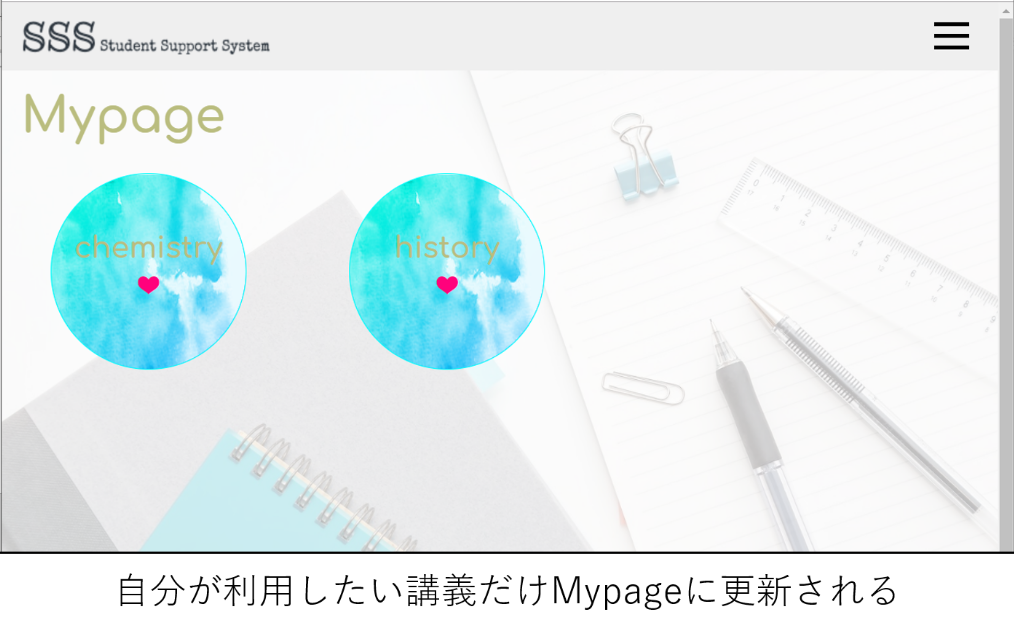 SSS Student Support System
Mypage
chemistry
history
自分が利用したい講義だけMypageに更新される